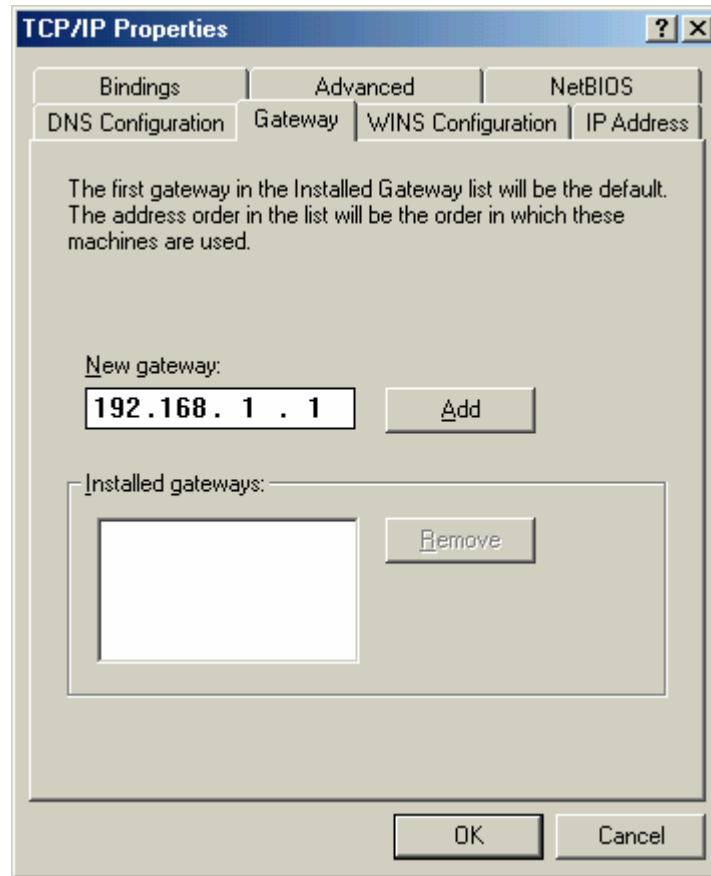 TCP/IP Properties
Bindings Advanced NetBIOS
DNS Configuration Gateway WINS Configuration IP Address
The first gateway in the Installed Gateway list will be the default.
The address order in the list will be the order in which these
machines are used.
New gateway:
192.168. 1 . 1 Add
Installed gateways:
Remove
OK Cancel